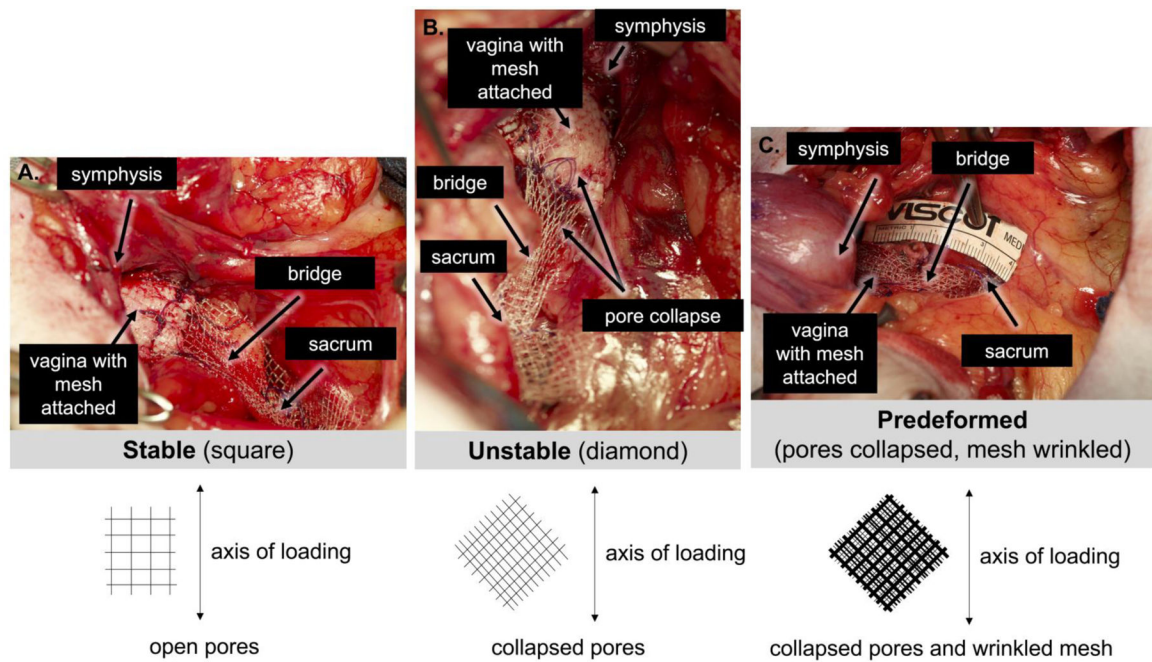 A.
symphysis
bridge
sacrum
vagina with
mesh
attached
Stable (square)
axis of loading
open pores
B.
symphysis
vagina with
mesh
attached
bridge
sacrum
pore collapse
Unstable (diamond)
axis of loading
collapsed pores
C.
symphysis
bridge
VISCOT
MED
vagina
with mesh
attached
sacrum
Predeformed
(pores collapsed, mesh wrinkled)
axis of loading
collapsed pores and wrinkled mesh